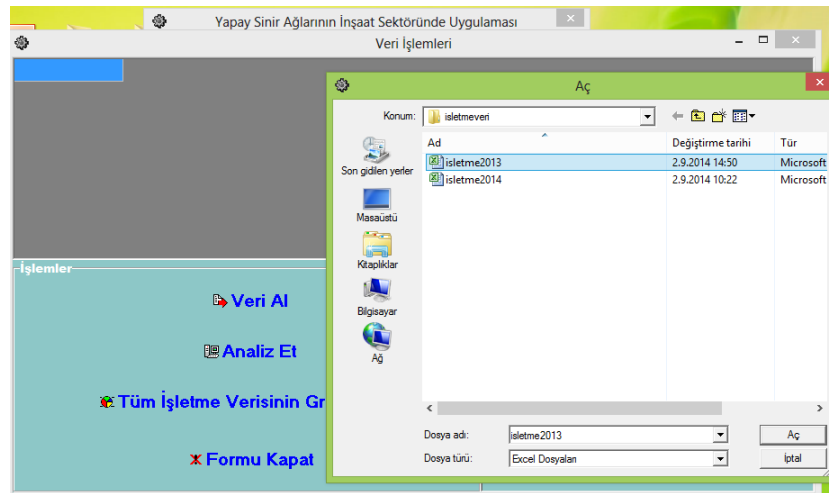 Yapay Sinir Ağlarının İnşaat Sektöründe Uygulaması
Veri İşlemleri
Aç
Konum: isletmeveri
Ad Değiştirme tarihi Tür
isletme2013 2.9.2014 14:50 Microsoft
isletme2014 2.9.2014 10:22 Microsoft
Son gidilen yerler
Masaüstü
Kitaplıklar
Bilgisayar
Ağ
Dosya adı: isletme2013 Aç
Dosya türü: Excel Dosyaları İptal
İşlemler
Veri Al
Analiz Et
Tüm İşletme Verisinin Gr
Formu Kapat